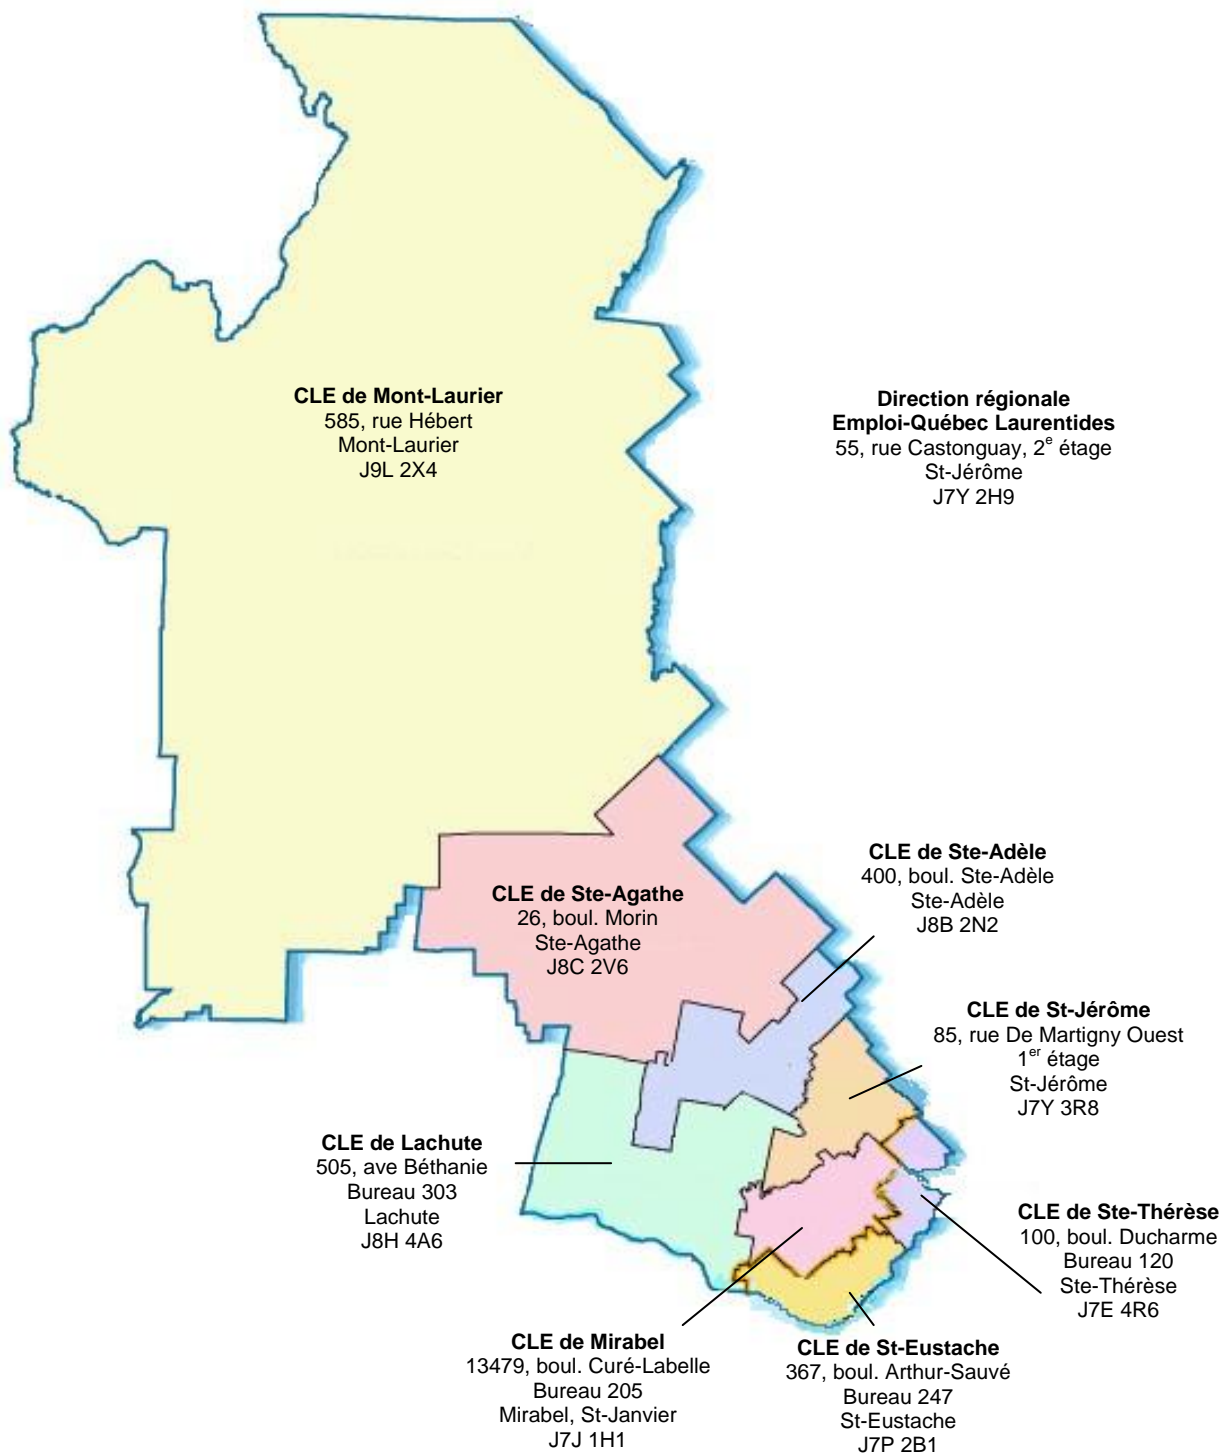 CLE de Mont-Laurier
585, rue Hébert
Mont-Laurier
J9L 2X4
Direction régionale
Emploi-Québec Laurentides
55, rue Castonguay, 2e étage
St-Jérôme
J7Y 2H9
CLE de Ste-Adèle
400, boul. Ste-Adèle
Ste-Adèle
J8B 2N2
CLE de Ste-Agathe
26, boul. Morin
Ste-Agathe
J8C 2V6
CLE de St-Jérôme
85, rue De Martigny Ouest
1er étage
St-Jérôme
J7Y 3R8
CLE de Lachute
505, ave Béthanie
Bureau 303
Lachute
J8H 4A6
CLE de Ste-Thérèse
100, boul. Ducharme
Bureau 120
Ste-Thérèse
J7E 4R6
CLE de Mirabel
13479, boul. Curé-Labelle
Bureau 205
Mirabel, St-Janvier
J7J 1H1
CLE de St-Eustache
367, boul. Arthur-Sauvé
Bureau 247
St-Eustache
J7P 2B1